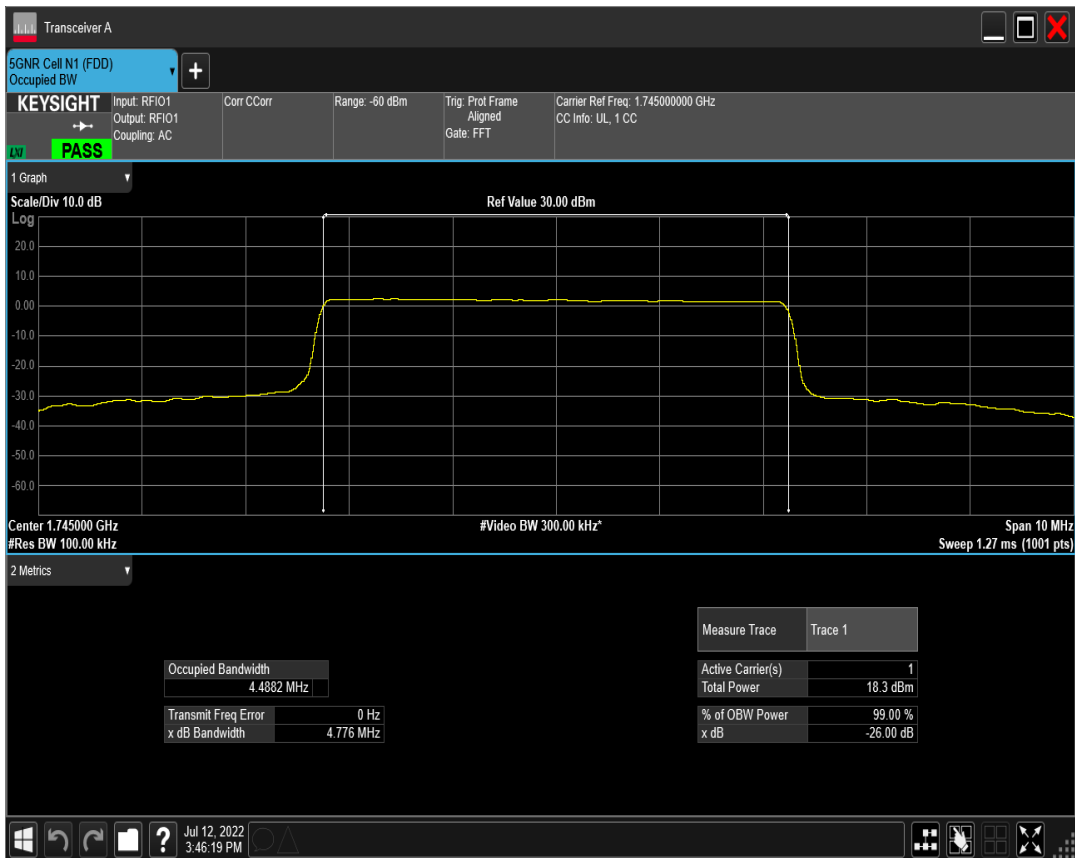 Transceiver A
5GNR Cell N1 (FDD)
Occupied BW
+
KEYSIGHT
LXI
PASS
Input: RFIO1
Output: RFIO1
Coupling: AC
Corr CCorr
Range: -60 dBm
Trig: Prot Frame
Aligned
Gate: FFT
Carrier Ref Freq: 1.745000000 GHz
CC Info: UL, 1 CC
1 Graph
Scale/Div 10.0 dB
Ref Value 30.00 dBm
Log
20.0
10.0
0.00
-10.0
-20.0
-30.0
-40.0
-50.0
-60.0
Center 1.745000 GHz
#Video BW 300.00 kHz*
Span 10 MHz
#Res BW 100.00 kHz
Sweep 1.27 ms (1001 pts)
2 Metrics
Measure Trace Trace 1
Occupied Bandwidth
4.4882 MHz
Active Carrier(s) 1
Total Power 18.3 dBm
Transmit Freq Error 0 Hz
x dB Bandwidth 4.776 MHz
% of OBW Power 99.00 %
x dB -26.00 dB
?
Jul 12, 2022
3:46:19 PM